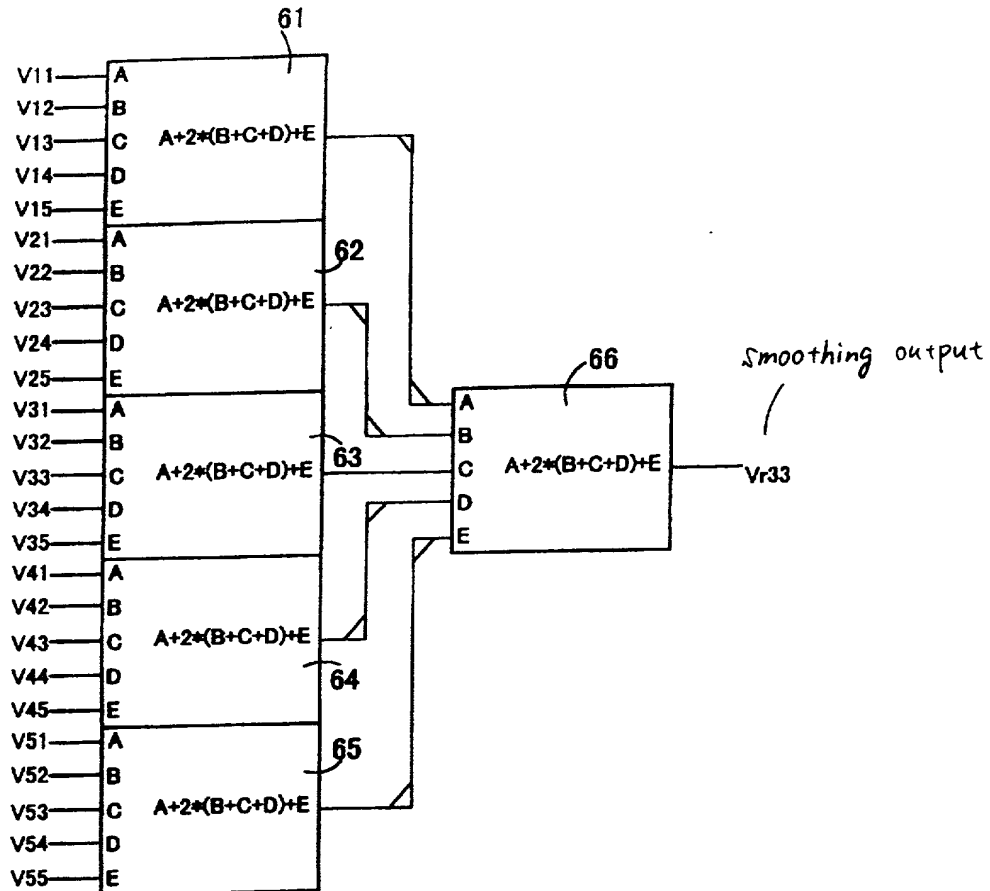 61
V11 A
V12 B
V13 C A+2*(B+C+D)+E
V14 D
V15 E
V21 A
62
V22 B
V23 C A+2*(B+C+D)+E
V24 D
V25 E
V31 A
V32 B
63
V33 C A+2*(B+C+D)+E
V34 D
V35 E
V41 A
V42 B
V43 C A+2*(B+C+D)+E
V44 D
64
V45 E
V51 A
65
V52 B
V53 C A+2*(B+C+D)+E
V54 D
V55 E
66
smoothing output
A
B
C A+2*(B+C+D)+E
Vr33
D
E